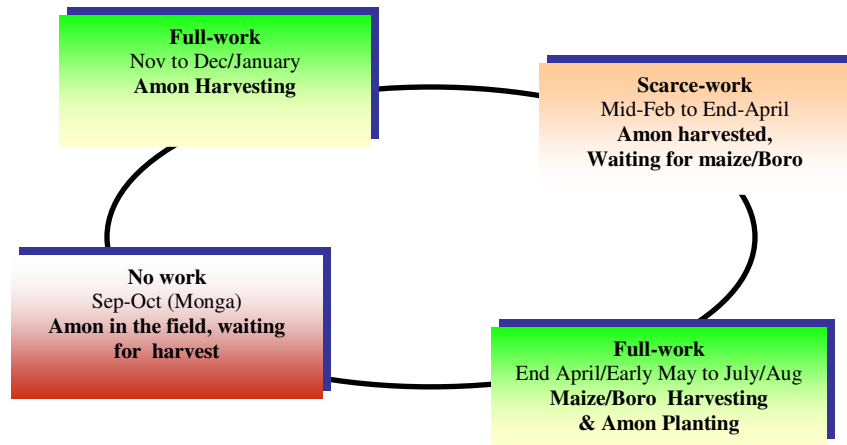 Full-work
Nov to Dec/January
Amon Harvesting
Scarce-work
Mid-Feb to End-April
Amon harvested,
Waiting for maize/Boro
No work
Sep-Oct (Monga)
Amon in the field, waiting
for harvest
Full-work
End April/Early May to July/Aug
Maize/Boro Harvesting
& Amon Planting